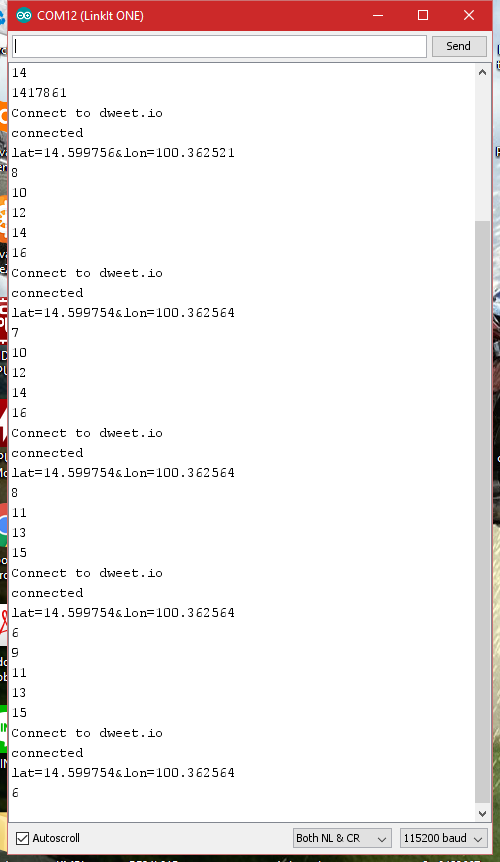 COM12 (LinkIt ONE)
Send
14
1417861
Connect to dweet.io
connected
lat=14.599756&lon=100.362521
8
10
12
14
16
Connect to dweet.io
connected
lat=14.599754&lon=100.362564
7
10
12
14
16
Connect to dweet.io
connected
lat=14.599754&lon=100.362564
8
11
13
15
Connect to dweet.io
connected
lat=14.599754&lon=100.362564
6
9
11
13
15
Connect to dweet.io
connected
lat=14.599754&lon=100.362564
6
Autoscroll
Both NL & CR
115200 baud